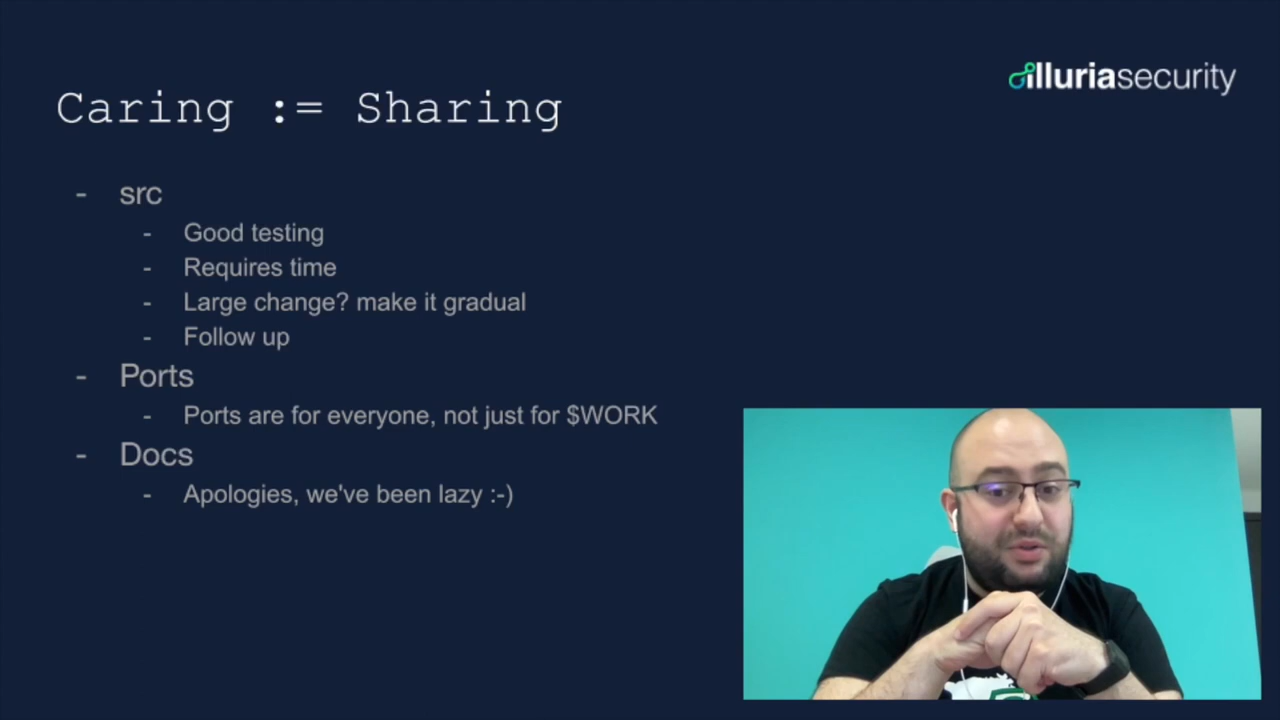 illuriasecurity
Caring := Sharing
- src
- Good testing
- Requires time
- Large change? make it gradual
- Follow up
- Ports
- Ports are for everyone, not just for $WORK
- Docs
- Apologies, we've been lazy :-)